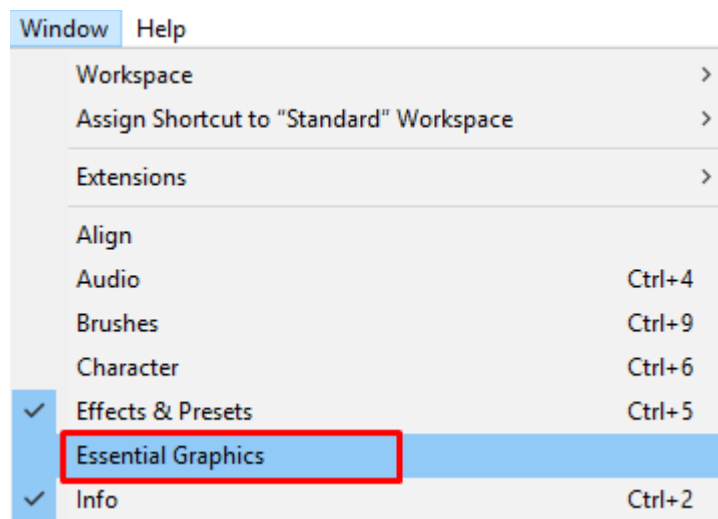 Window Help
Workspace
Assign Shortcut to “Standard” Workspace
Extensions
Align
Audio Ctrl+4
Brushes Ctrl+9
Character Ctrl+6
Effects & Presets Ctrl+5
Essential Graphics
Info Ctrl+2